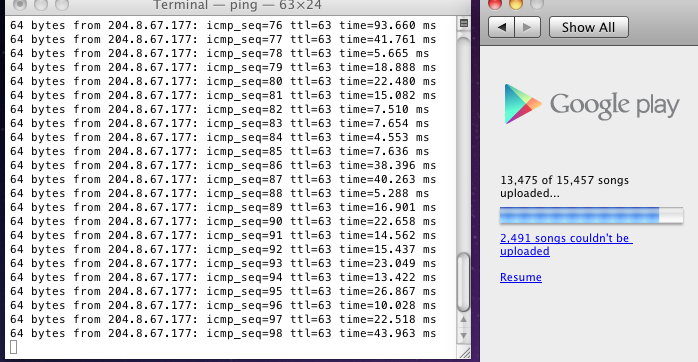 Terminal — ping — 63×24
64 bytes from 204.8.67.177: icmp_seq=76 ttl=63 time=93.660 ms
64 bytes from 204.8.67.177: icmp_seq=77 ttl=63 time=41.761 ms
64 bytes from 204.8.67.177: icmp_seq=78 ttl=63 time=5.665 ms
64 bytes from 204.8.67.177: icmp_seq=79 ttl=63 time=18.888 ms
64 bytes from 204.8.67.177: icmp_seq=80 ttl=63 time=22.480 ms
64 bytes from 204.8.67.177: icmp_seq=81 ttl=63 time=15.082 ms
64 bytes from 204.8.67.177: icmp_seq=82 ttl=63 time=7.510 ms
64 bytes from 204.8.67.177: icmp_seq=83 ttl=63 time=7.654 ms
64 bytes from 204.8.67.177: icmp_seq=84 ttl=63 time=4.553 ms
64 bytes from 204.8.67.177: icmp_seq=85 ttl=63 time=7.636 ms
64 bytes from 204.8.67.177: icmp_seq=86 ttl=63 time=38.396 ms
64 bytes from 204.8.67.177: icmp_seq=87 ttl=63 time=40.263 ms
64 bytes from 204.8.67.177: icmp_seq=88 ttl=63 time=5.288 ms
64 bytes from 204.8.67.177: icmp_seq=89 ttl=63 time=16.901 ms
64 bytes from 204.8.67.177: icmp_seq=90 ttl=63 time=22.658 ms
64 bytes from 204.8.67.177: icmp_seq=91 ttl=63 time=14.562 ms
64 bytes from 204.8.67.177: icmp_seq=92 ttl=63 time=15.437 ms
64 bytes from 204.8.67.177: icmp_seq=93 ttl=63 time=23.049 ms
64 bytes from 204.8.67.177: icmp_seq=94 ttl=63 time=13.422 ms
64 bytes from 204.8.67.177: icmp_seq=95 ttl=63 time=26.867 ms
64 bytes from 204.8.67.177: icmp_seq=96 ttl=63 time=10.028 ms
64 bytes from 204.8.67.177: icmp_seq=97 ttl=63 time=22.518 ms
64 bytes from 204.8.67.177: icmp_seq=98 ttl=63 time=43.963 ms
Show All
Google play
13,475 of 15,457 songs
uploaded...
2,491 songs couldn't be
uploaded
Resume